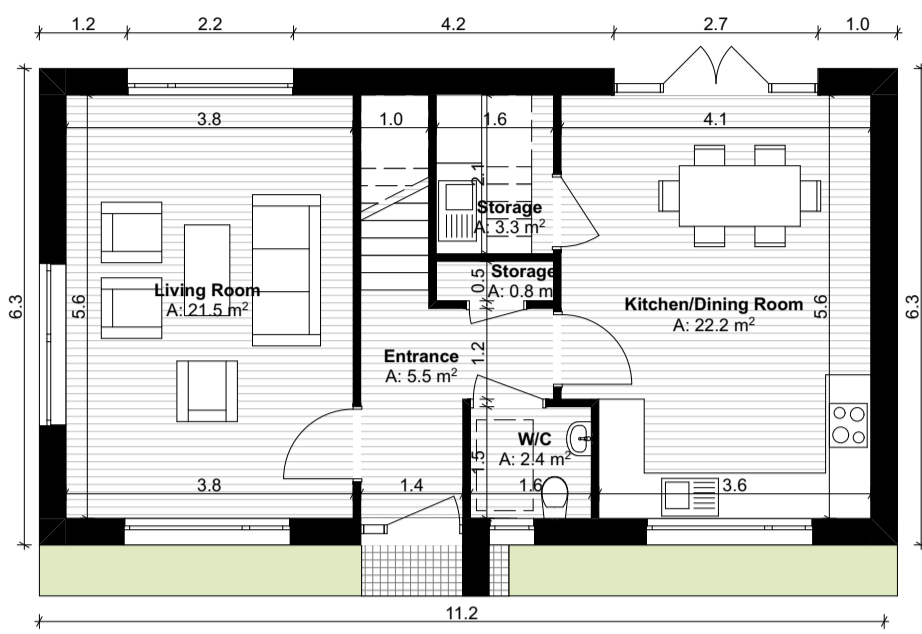 1.2 2.2 4.2 2.7 1.0
3.8 1.0 1.6 4.1
2.1
Storage
A: 3.3 m²
0.5
Storage
A: 0.8 m
6.3
5.6
Living Room
A: 21.5 m²
Kitchen/Dining Room
A: 22.2 m²
5.6
6.3
1.2
Entrance
A: 5.5 m²
W/C
A: 2.4 m²
1.5
3.8 1.4 1.6 3.6
11.2